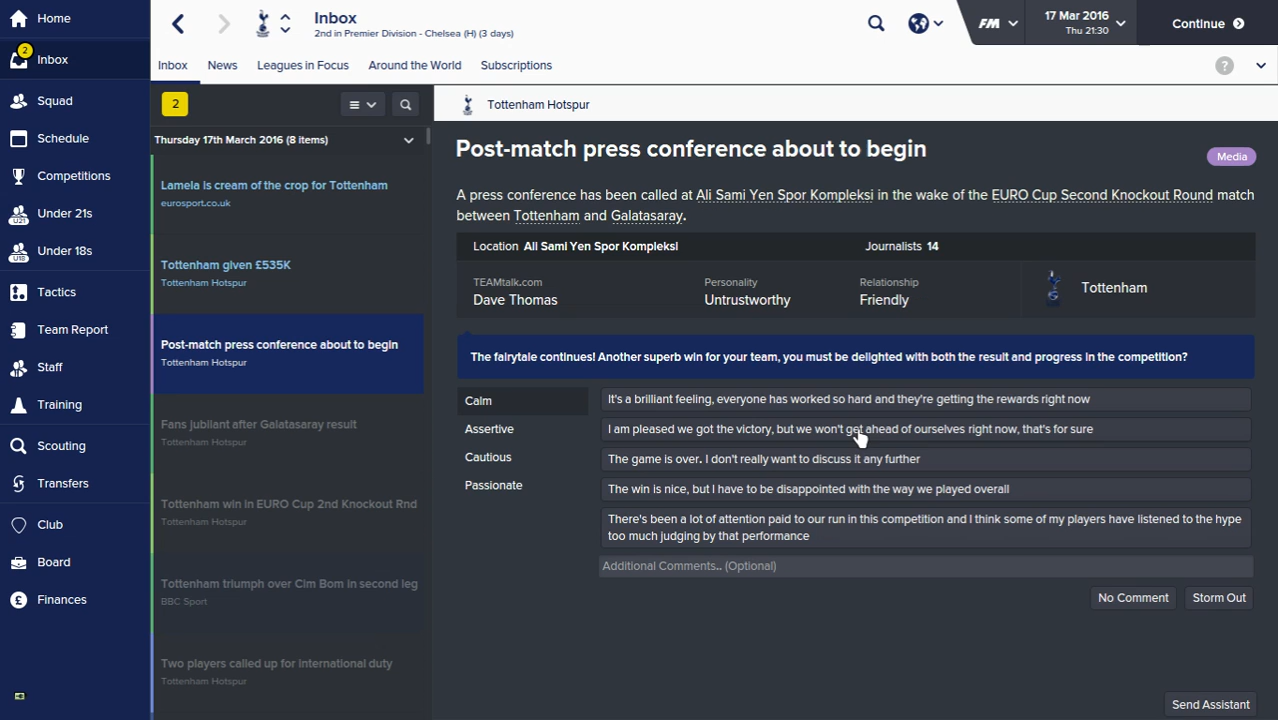 Home
2
Inbox
Squad
Schedule
Competitions
U21
Under 21s
U18
Under 18s
Tactics
Team Report
Staff
Training
Scouting
Transfers
Club
Board
£ Finances
Inbox
2nd in Premier Division - Chelsea (H) (3 days)
FM
17 Mar 2016
Thu 21:30
Continue
Inbox News Leagues in Focus Around the World Subscriptions
?
2
Thursday 17th March 2016 (8 items)
Lamela is cream of the crop for Tottenham
eurosport.co.uk
Tottenham given £535K
Tottenham Hotspur
Post-match press conference about to begin
Tottenham Hotspur
Fans jubilant after Galatasaray result
Tottenham Hotspur
Tottenham win in EURO Cup 2nd Knockout Rnd
Tottenham Hotspur
Tottenham triumph over Cim Bom in second leg
BBC Sport
Two players called up for international duty
Tottenham Hotspur
Tottenham Hotspur
Post-match press conference about to begin
Media
A press conference has been called at Ali Sami Yen Spor Kompleksi in the wake of the EURO Cup Second Knockout Round match
between Tottenham and Galatasaray.
Location Ali Sami Yen Spor Kompleksi Journalists 14
TEAMtalk.com Personality Relationship
Dave Thomas Untrustworthy Friendly Tottenham
The fairytale continues! Another superb win for your team, you must be delighted with both the result and progress in the competition?
Calm
Assertive
Cautious
Passionate
It's a brilliant feeling, everyone has worked so hard and they're getting the rewards right now
I am pleased we got the victory, but we won't get ahead of ourselves right now, that's for sure
The game is over. I don't really want to discuss it any further
The win is nice, but I have to be disappointed with the way we played overall
There's been a lot of attention paid to our run in this competition and I think some of my players have listened to the hype
too much judging by that performance
Additional Comments.. (Optional)
No Comment Storm Out
Send Assistant